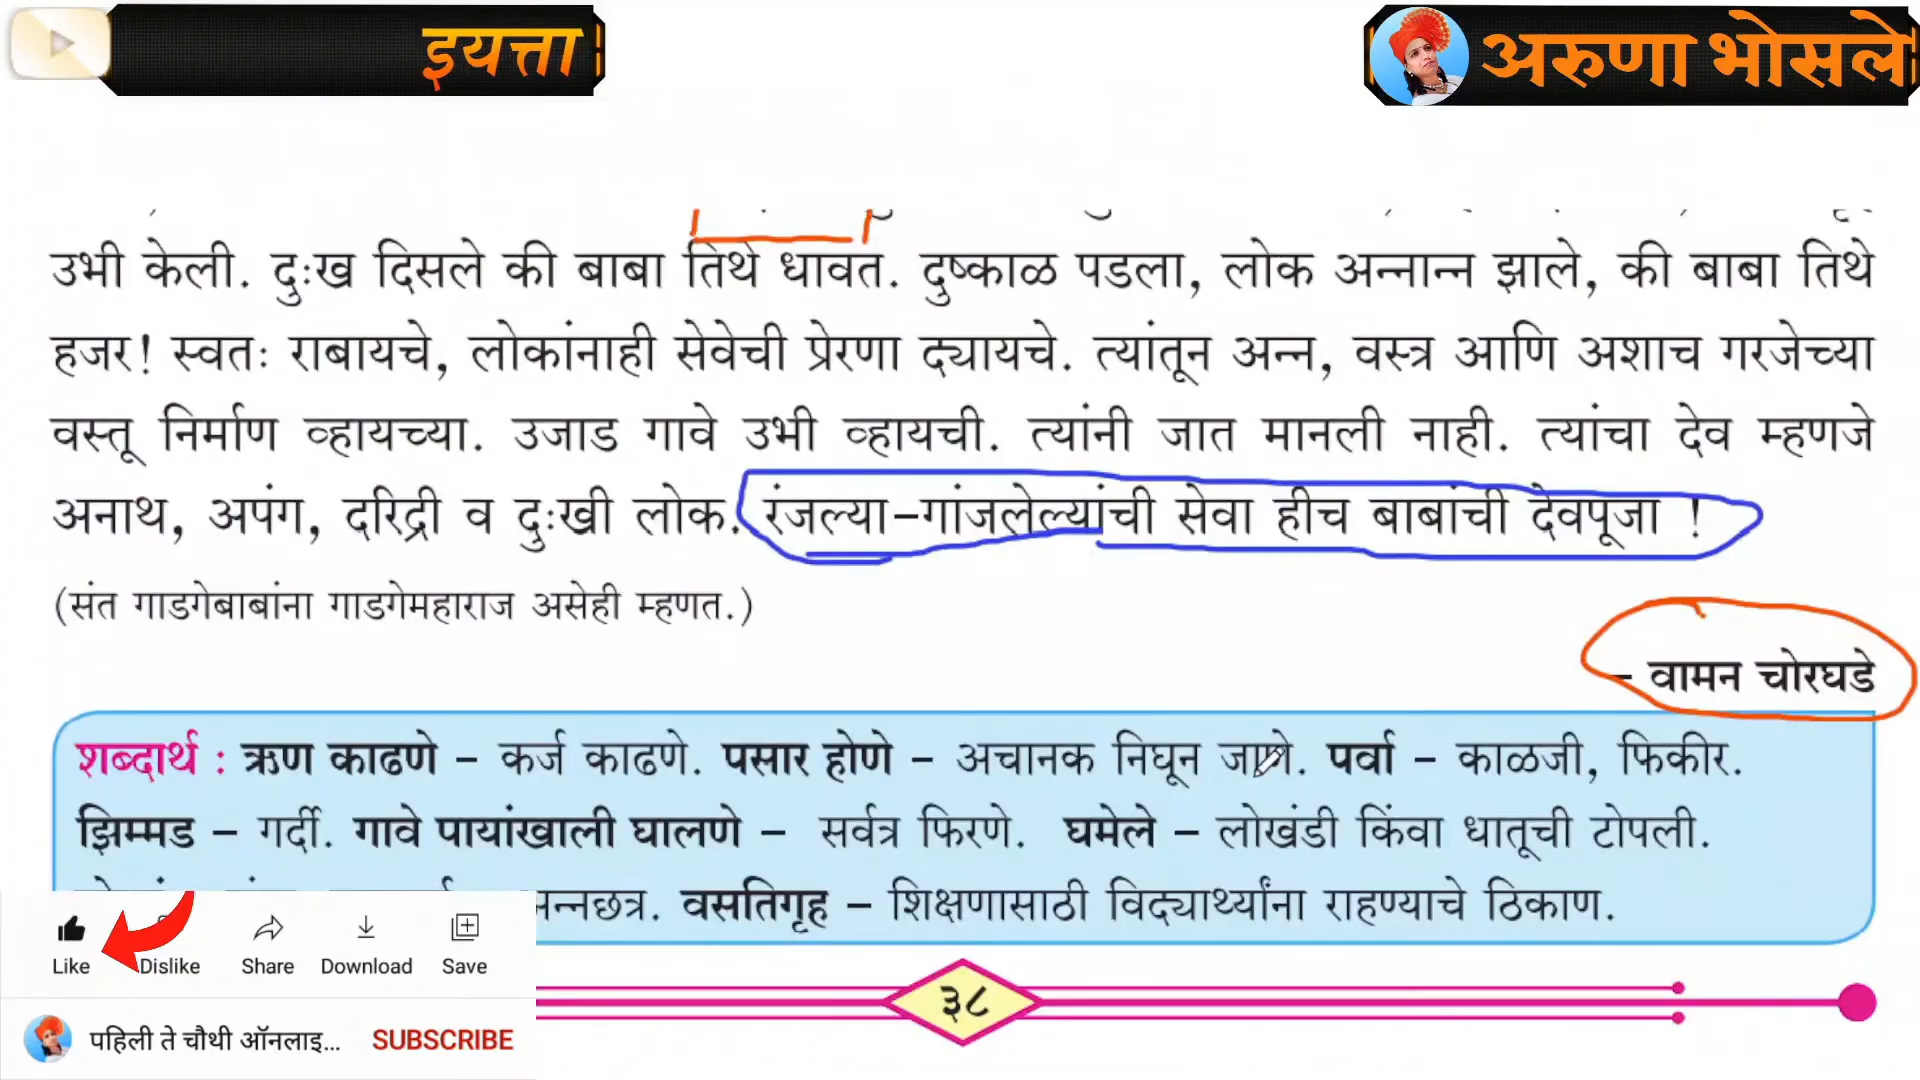 इयत्ता
अरुणा भोसले
उभी केली. दुःख दिसले की बाबा तिथे धावत. दुष्काळ पडला, लोक अन्नान्न झाले, की बाबा तिथे
हजर! स्वतः राबायचे, लोकांनाही सेवेची प्रेरणा द्यायचे. त्यांतून अन्न, वस्त्र आणि अशाच गरजेच्या
वस्तू निर्माण व्हायच्या. उजाड गावे उभी व्हायची. त्यांनी जात मानली नाही. त्यांचा देव म्हणजे
अनाथ, अपंग, दरिद्री व दुःखी लोक. रंजल्या-गांजलेल्यांची सेवा हीच बाबांची देवपूजा !
(संत गाडगेबाबांना गाडगेमहाराज असेही म्हणत.)
- वामन चोरघडे
शब्दार्थ : ऋण काढणे - कर्ज काढणे. पसार होणे - अचानक निघून जाणे. पर्वा - काळजी, फिकीर.
झिम्मड - गर्दी. गावे पायांखाली घालणे - सर्वत्र फिरणे. घमेले - लोखंडी किंवा धातूची टोपली.
न्नछत्र. वसतिगृह - शिक्षणासाठी विद्यार्थ्यांना राहण्याचे ठिकाण.
Like Dislike Share Download Save
३८
पहिली ते चौथी ऑनलाइ... SUBSCRIBE